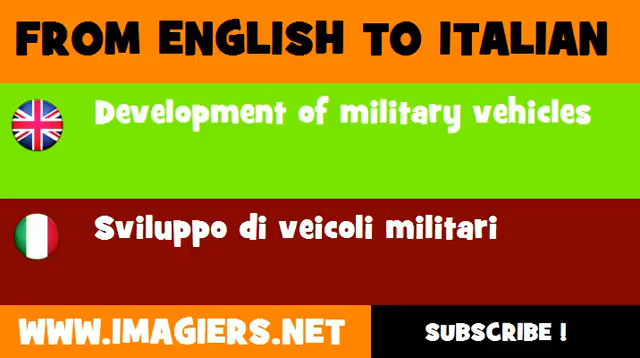 FROM ENGLISH TO ITALIAN
Development of military vehicles
Sviluppo di veicoli militari
WWW.IMAGIERS.NET
SUBSCRIBE !